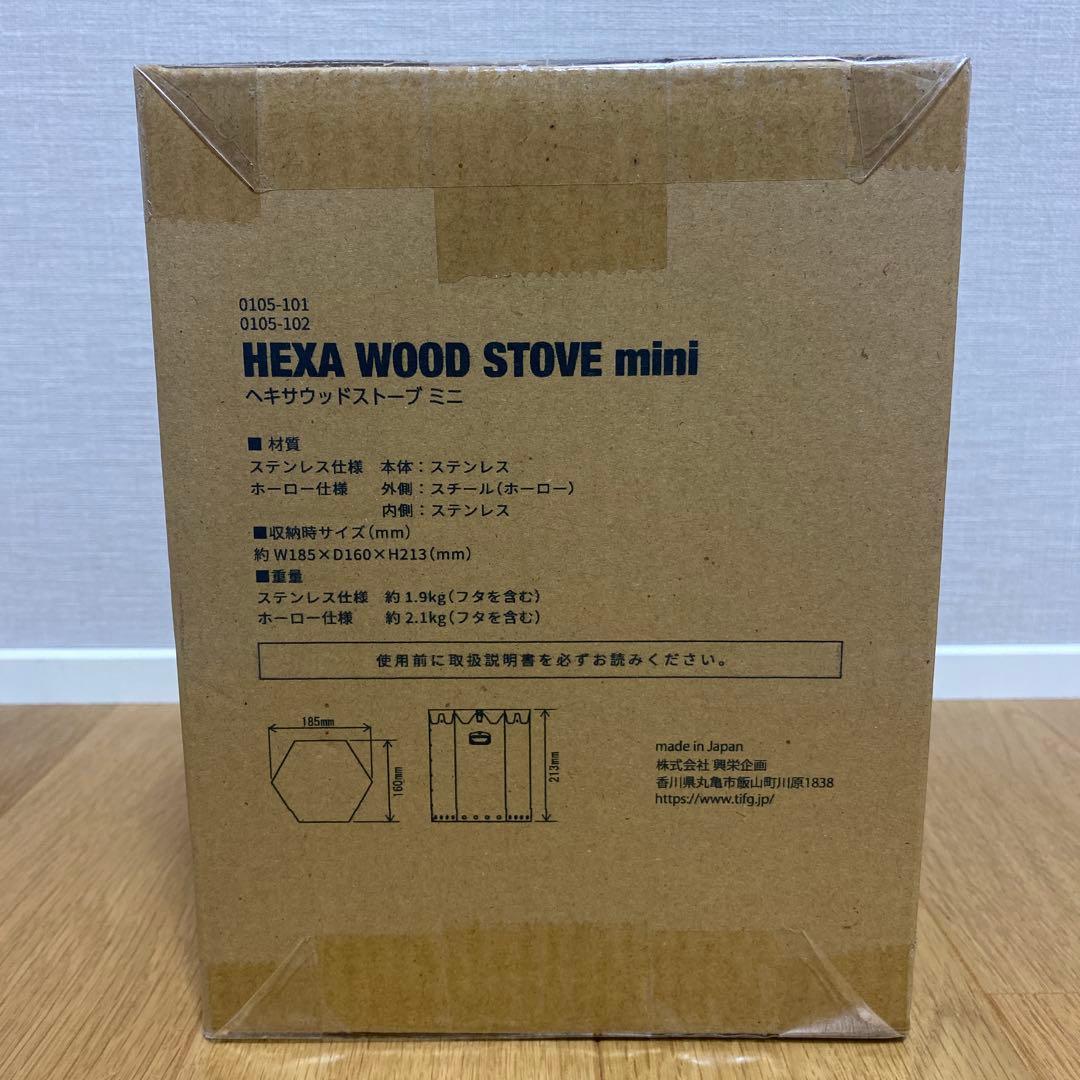 0105-101
0105-102
HEXA WOOD STOVE mini
ヘキサウッドストーブ ミニ
■ 材質
ステンレス仕様　本体：ステンレス
ホーロー仕様　　外側：スチール（ホーロー）
内側：ステンレス
■収納時サイズ（mm）
約 W185×D160×H213（mm）
■重量
ステンレス仕様　約 1.9kg（フタを含む）
ホーロー仕様　　約 2.1kg（フタを含む）
使用前に取扱説明書を必ずお読みください。
185mm
160mm
213mm
made in Japan
株式会社 興栄企画
香川県丸亀市飯山町川原1838
https://www.tifg.jp/